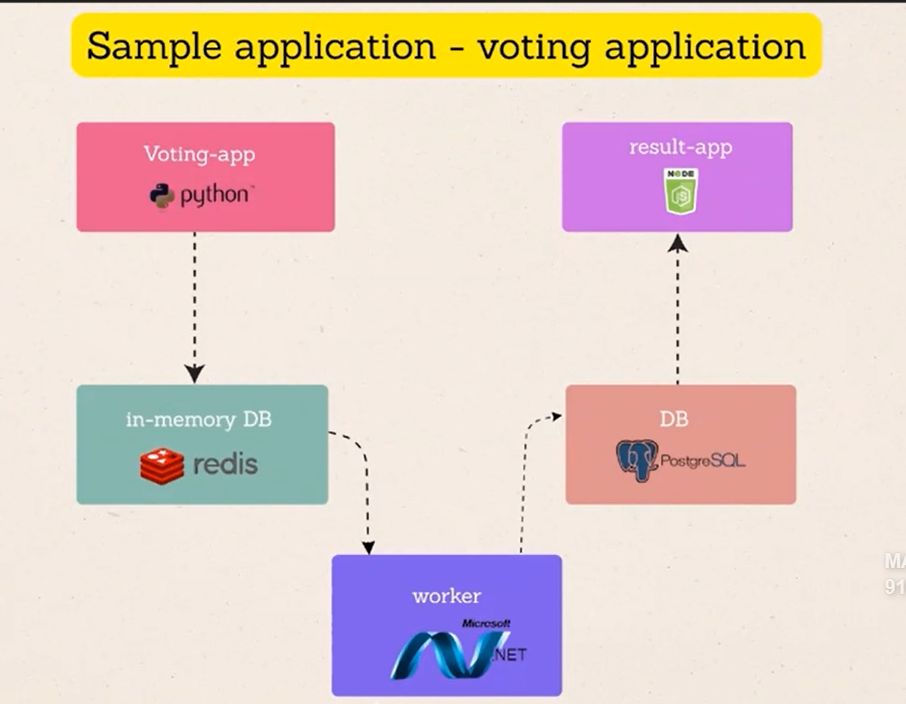 Sample application - voting application
Voting-app
python™
result-app
NODE
JS
in-memory DB
redis
DB
PostgreSQL
worker
Microsoft
.NET
MA
91